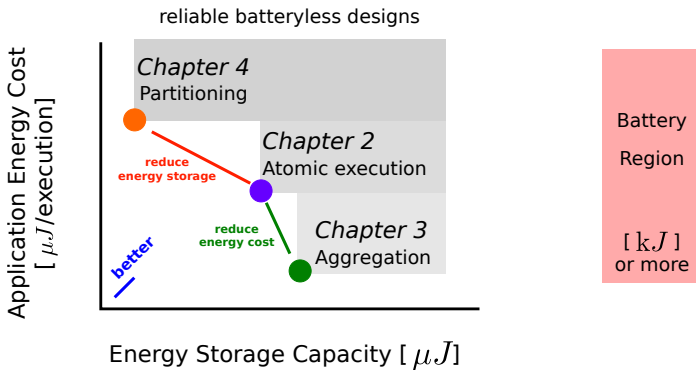 reliable batteryless designs
Application Energy Cost
[ μJ/execution]
Chapter 4
Partitioning
Chapter 2
Atomic execution
Chapter 3
Aggregation
reduce
energy storage
reduce
energy cost
better
Energy Storage Capacity [ μJ]
Battery
Region
[ kJ ]
or more